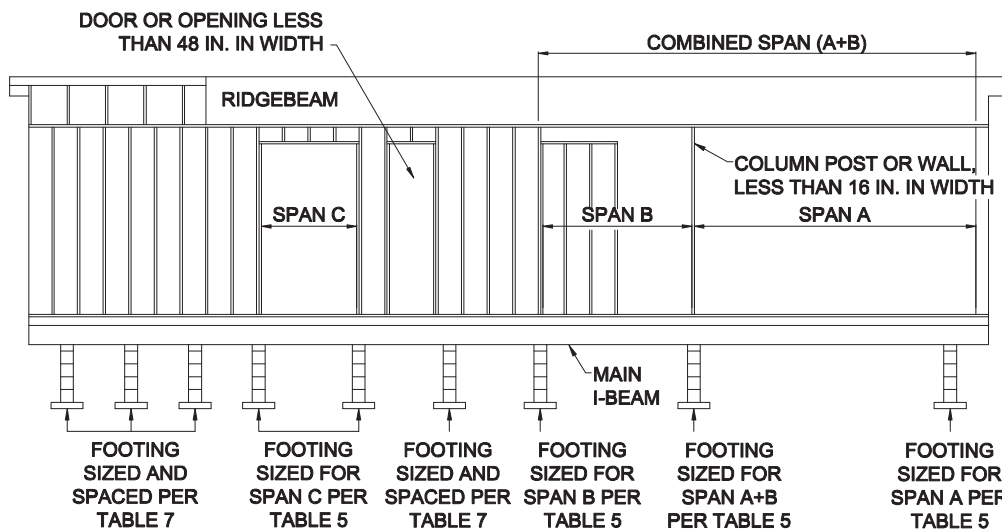 DOOR OR OPENING LESS
THAN 48 IN. IN WIDTH
COMBINED SPAN (A+B)
RIDGEBEAM
COLUMN POST OR WALL,
LESS THAN 16 IN. IN WIDTH
SPAN C
SPAN B
SPAN A
MAIN
I-BEAM
FOOTING
SIZED AND
SPACED PER
TABLE 7
FOOTING
SIZED FOR
SPAN C PER
TABLE 5
FOOTING
SIZED AND
SPACED PER
TABLE 7
FOOTING
SIZED FOR
SPAN B PER
TABLE 5
FOOTING
SIZED FOR
SPAN A+B
PER TABLE 5
FOOTING
SIZED FOR
SPAN A PER
TABLE 5